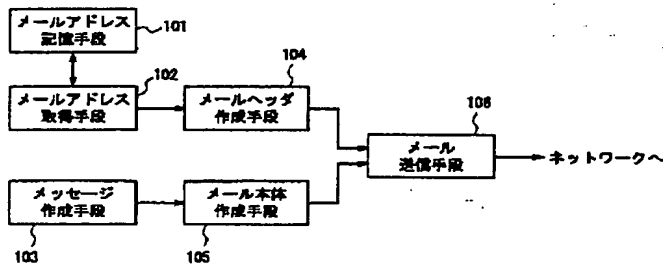 メールアドレス
記憶手段
101
メールアドレス
取得手段
102
メールヘッダ
作成手段
104
メール
送信手段
106
ネットワークへ
メッセージ
作成手段
103
メール本体
作成手段
105